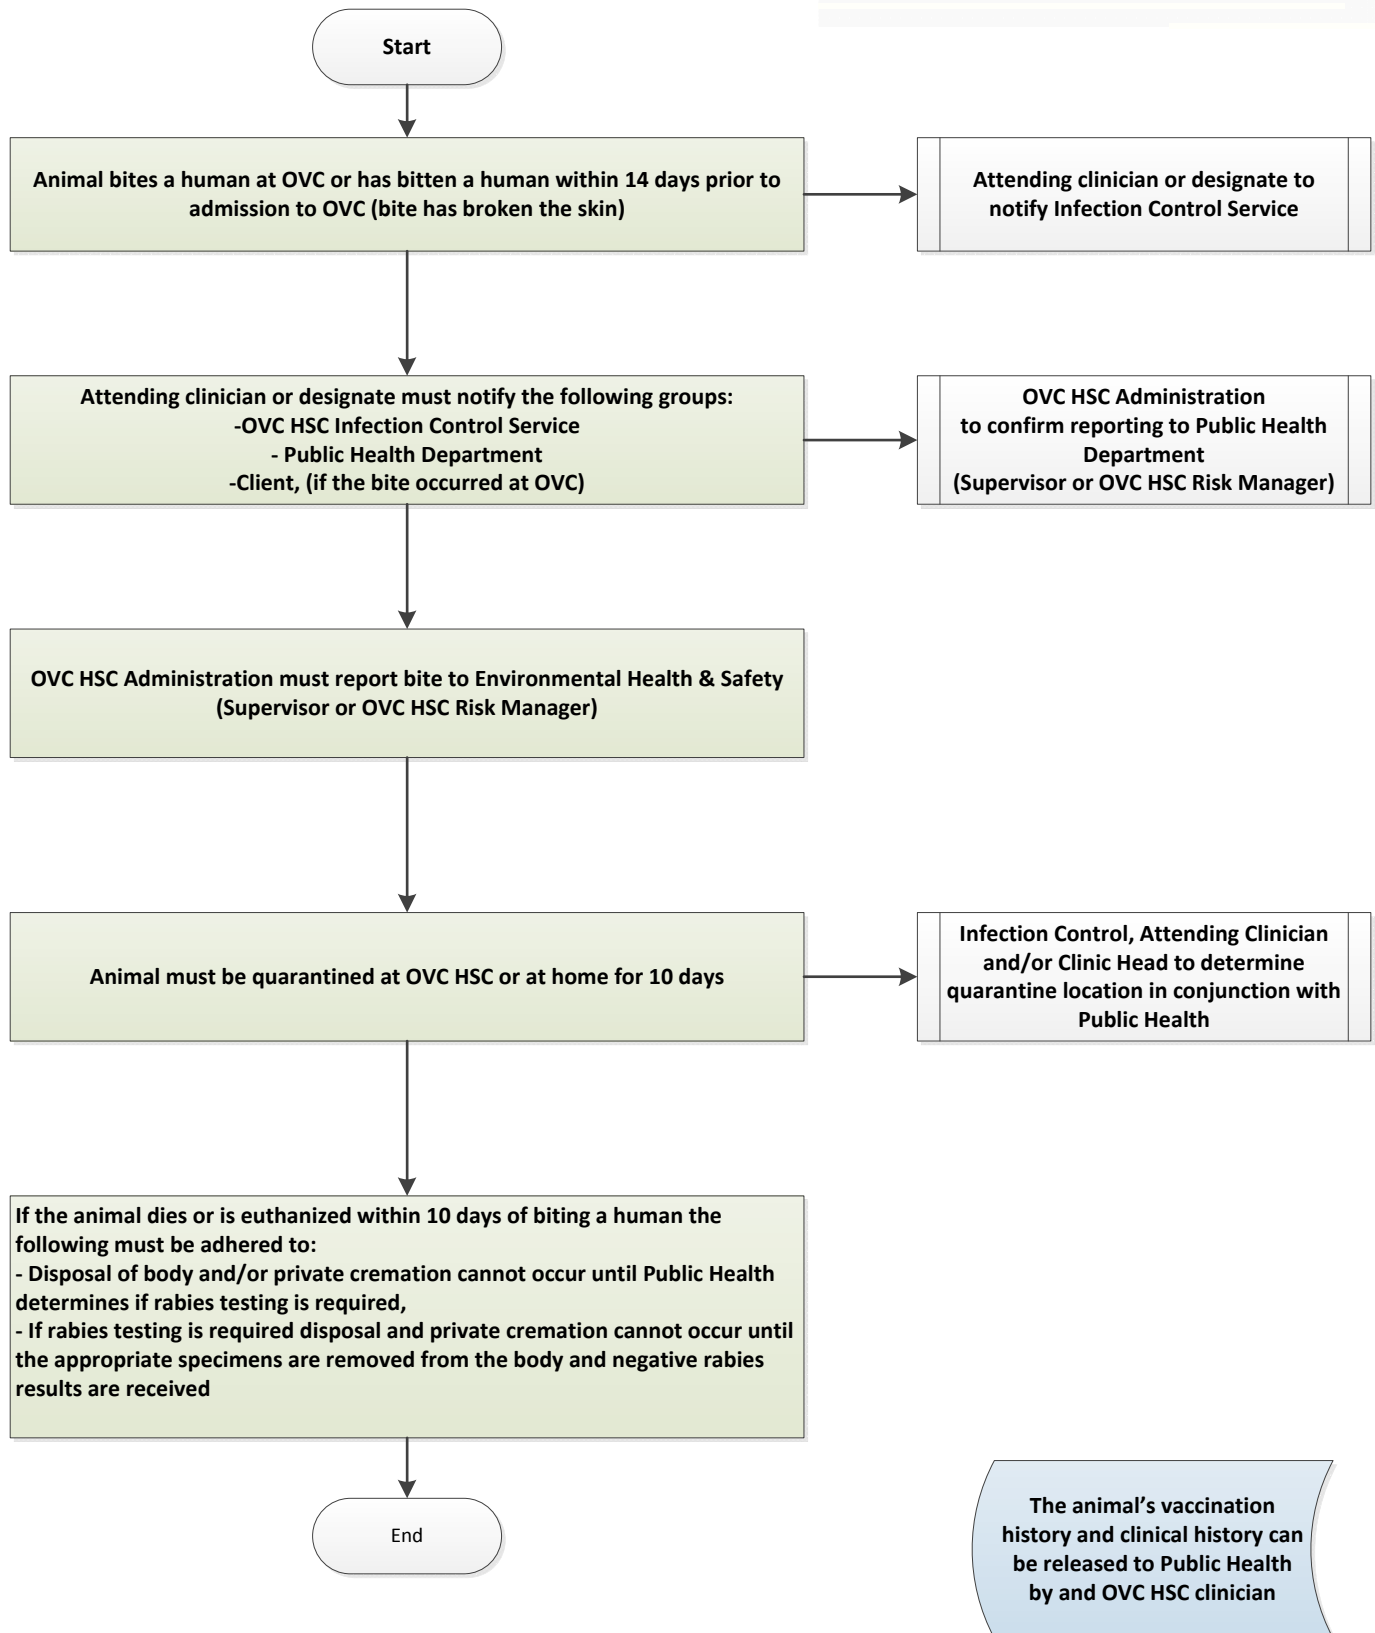 Start
Animal bites a human at OVC or has bitten a human within 14 days prior to
admission to OVC (bite has broken the skin)
Attending clinician or designate to
notify Infection Control Service
Attending clinician or designate must notify the following groups:
-OVC HSC Infection Control Service
- Public Health Department
-Client, (if the bite occurred at OVC)
OVC HSC Administration
to confirm reporting to Public Health
Department
(Supervisor or OVC HSC Risk Manager)
OVC HSC Administration must report bite to Environmental Health & Safety
(Supervisor or OVC HSC Risk Manager)
Animal must be quarantined at OVC HSC or at home for 10 days
Infection Control, Attending Clinician
and/or Clinic Head to determine
quarantine location in conjunction with
Public Health
If the animal dies or is euthanized within 10 days of biting a human the
following must be adhered to:
- Disposal of body and/or private cremation cannot occur until Public Health
determines if rabies testing is required,
- If rabies testing is required disposal and private cremation cannot occur until
the appropriate specimens are removed from the body and negative rabies
results are received
End
The animal’s vaccination
history and clinical history can
be released to Public Health
by and OVC HSC clinician